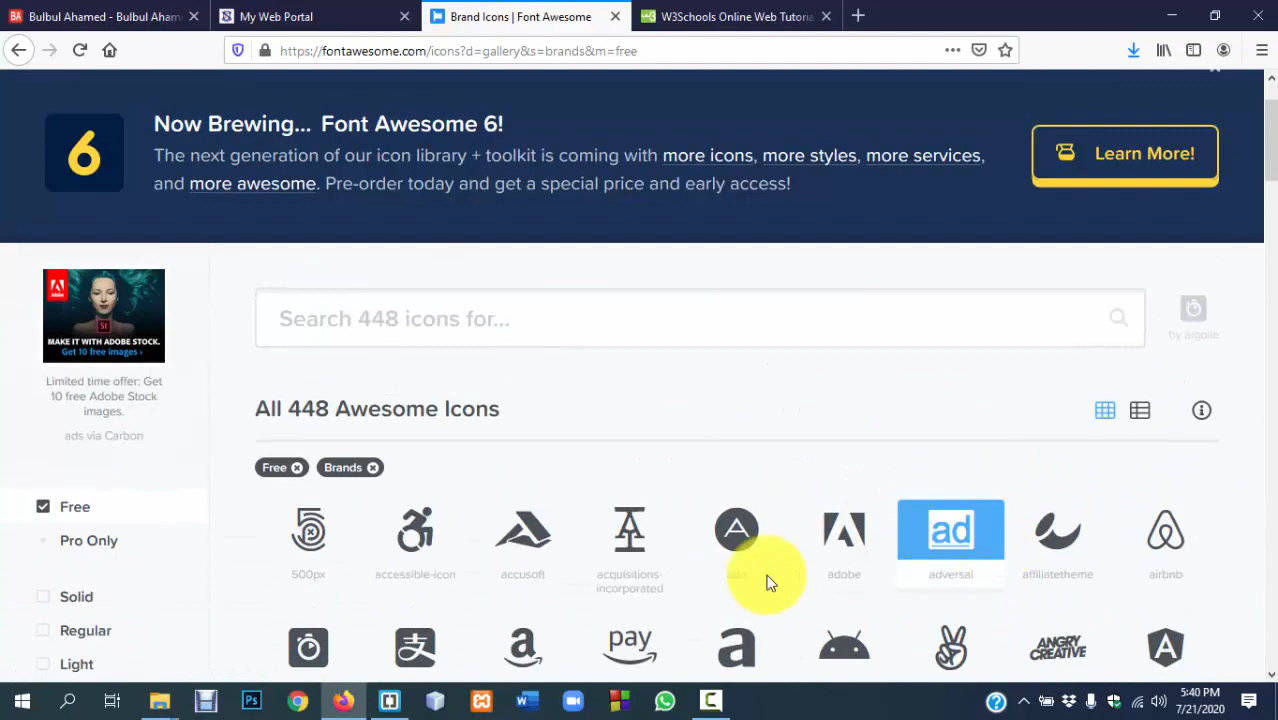 Bulbul Ahamed - Bulbul Aham
My Web Portal
Brand Icons | Font Awesome
W3Schools Online Web Tutoria
https://fontawesome.com/icons?d=gallery&s=brands&m=free
6
Now Brewing... Font Awesome 6!
The next generation of our icon library + toolkit is coming with more icons, more styles, more services,
and more awesome. Pre-order today and get a special price and early access!
Learn More!
MAKE IT WITH ADOBE STOCK.
Get 10 free images ›
Limited time offer: Get
10 free Adobe Stock
images.
ads via Carbon
Search 448 icons for...
by algolia
All 448 Awesome Icons
Free
Brands
Free
Pro Only
Solid
Regular
Light
500px
accessible-icon
accusoft
acquisitions-
incorporated
adobe
ad
adversal
affiliatetheme
airbnb
pay
ANGRY
CREATIVE
5:40 PM
7/21/2020